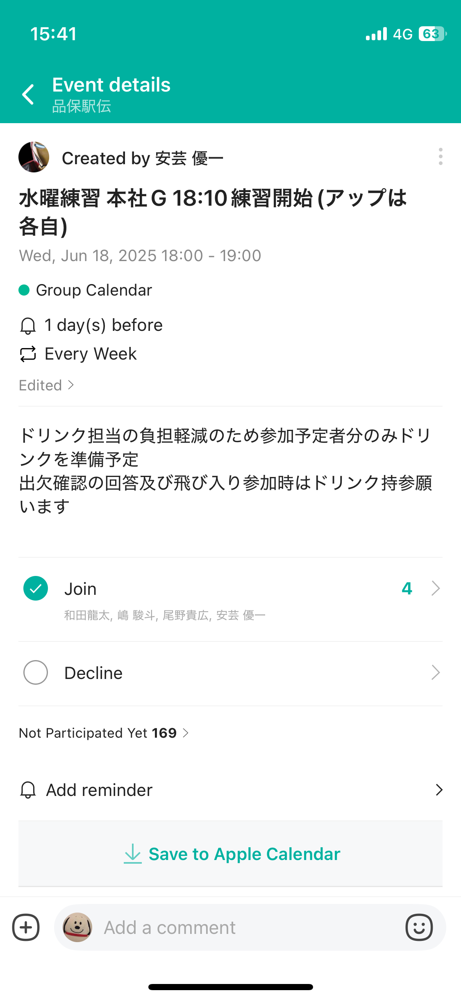 15:41
4G 63
Event details
品保駅伝
Created by 安芸 優一
水曜練習 本社G 18:10練習開始(アップは
各自)
Wed, Jun 18, 2025 18:00 - 19:00
Group Calendar
1 day(s) before
Every Week
Edited
ドリンク担当の負担軽減のため参加予定者分のみドリ
ンクを準備予定
出欠確認の回答及び飛び入り参加時はドリンク持参願
います
Join 4
和田龍太, 嶋 駿斗, 尾野貴広, 安芸 優一
Decline
Not Participated Yet 169
Add reminder
Save to Apple Calendar
Add a comment